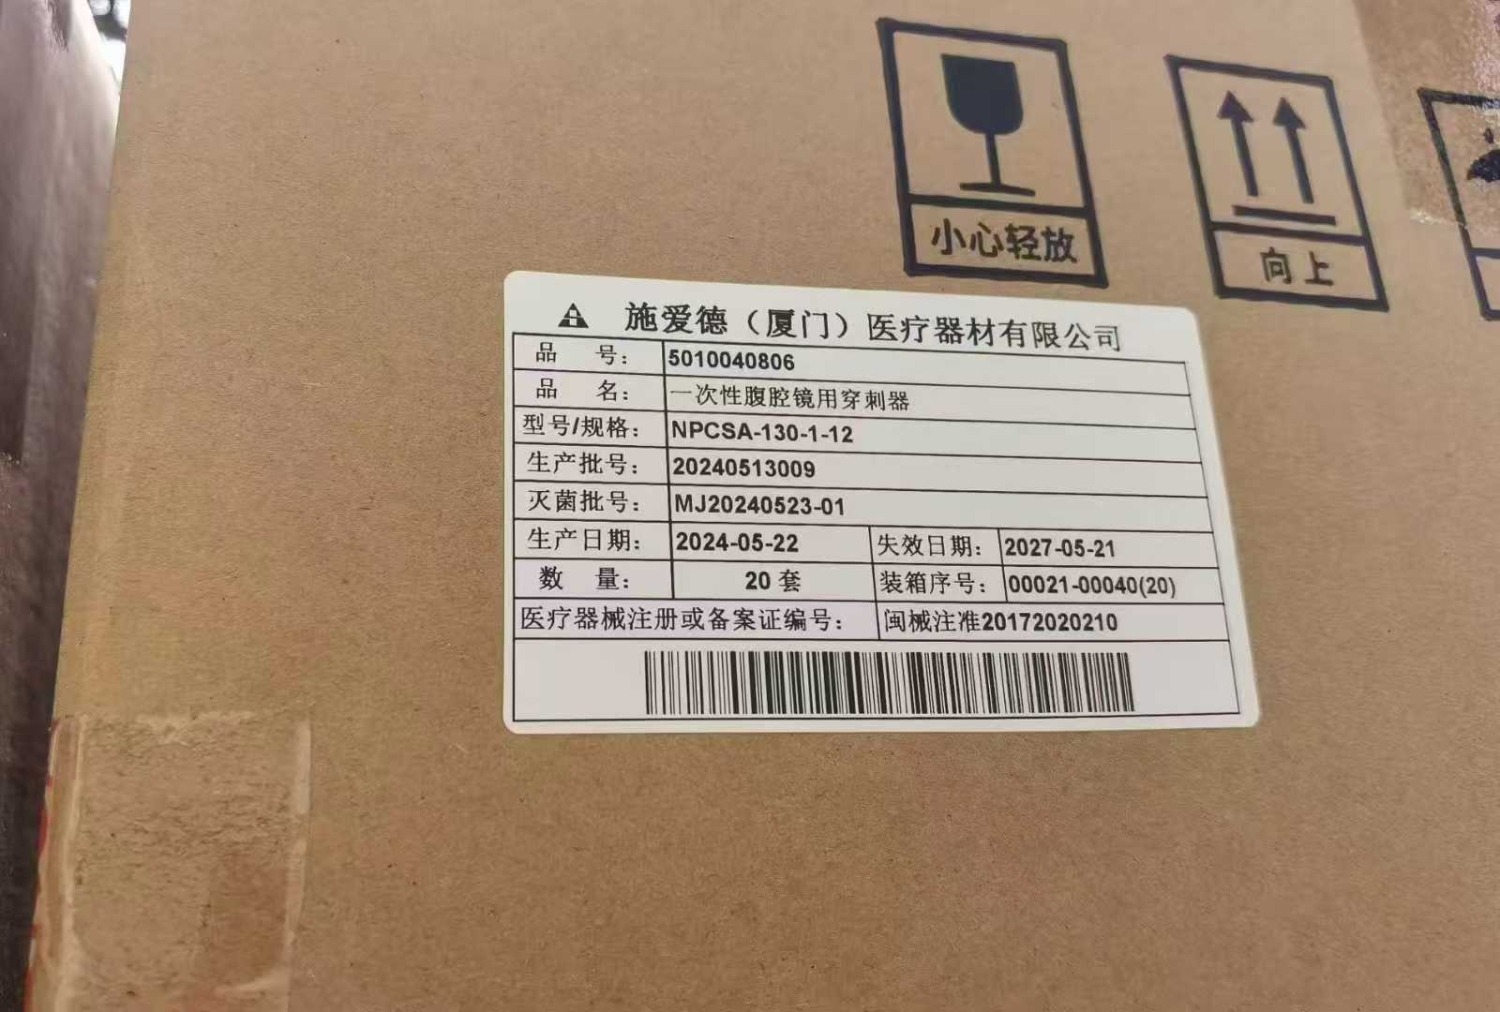 小心轻放
向上
施爱德（厦门）医疗器材有限公司
品 号： 5010040806
品 名： 一次性腹腔镜用穿刺器
型号/规格： NPCSA-130-1-12
生产批号： 20240513009
灭菌批号： MJ20240523-01
生产日期： 2024-05-22 失效日期： 2027-05-21
数 量： 20 套 装箱序号： 00021-00040(20)
医疗器械注册或备案证编号： 闽械注准20172020210